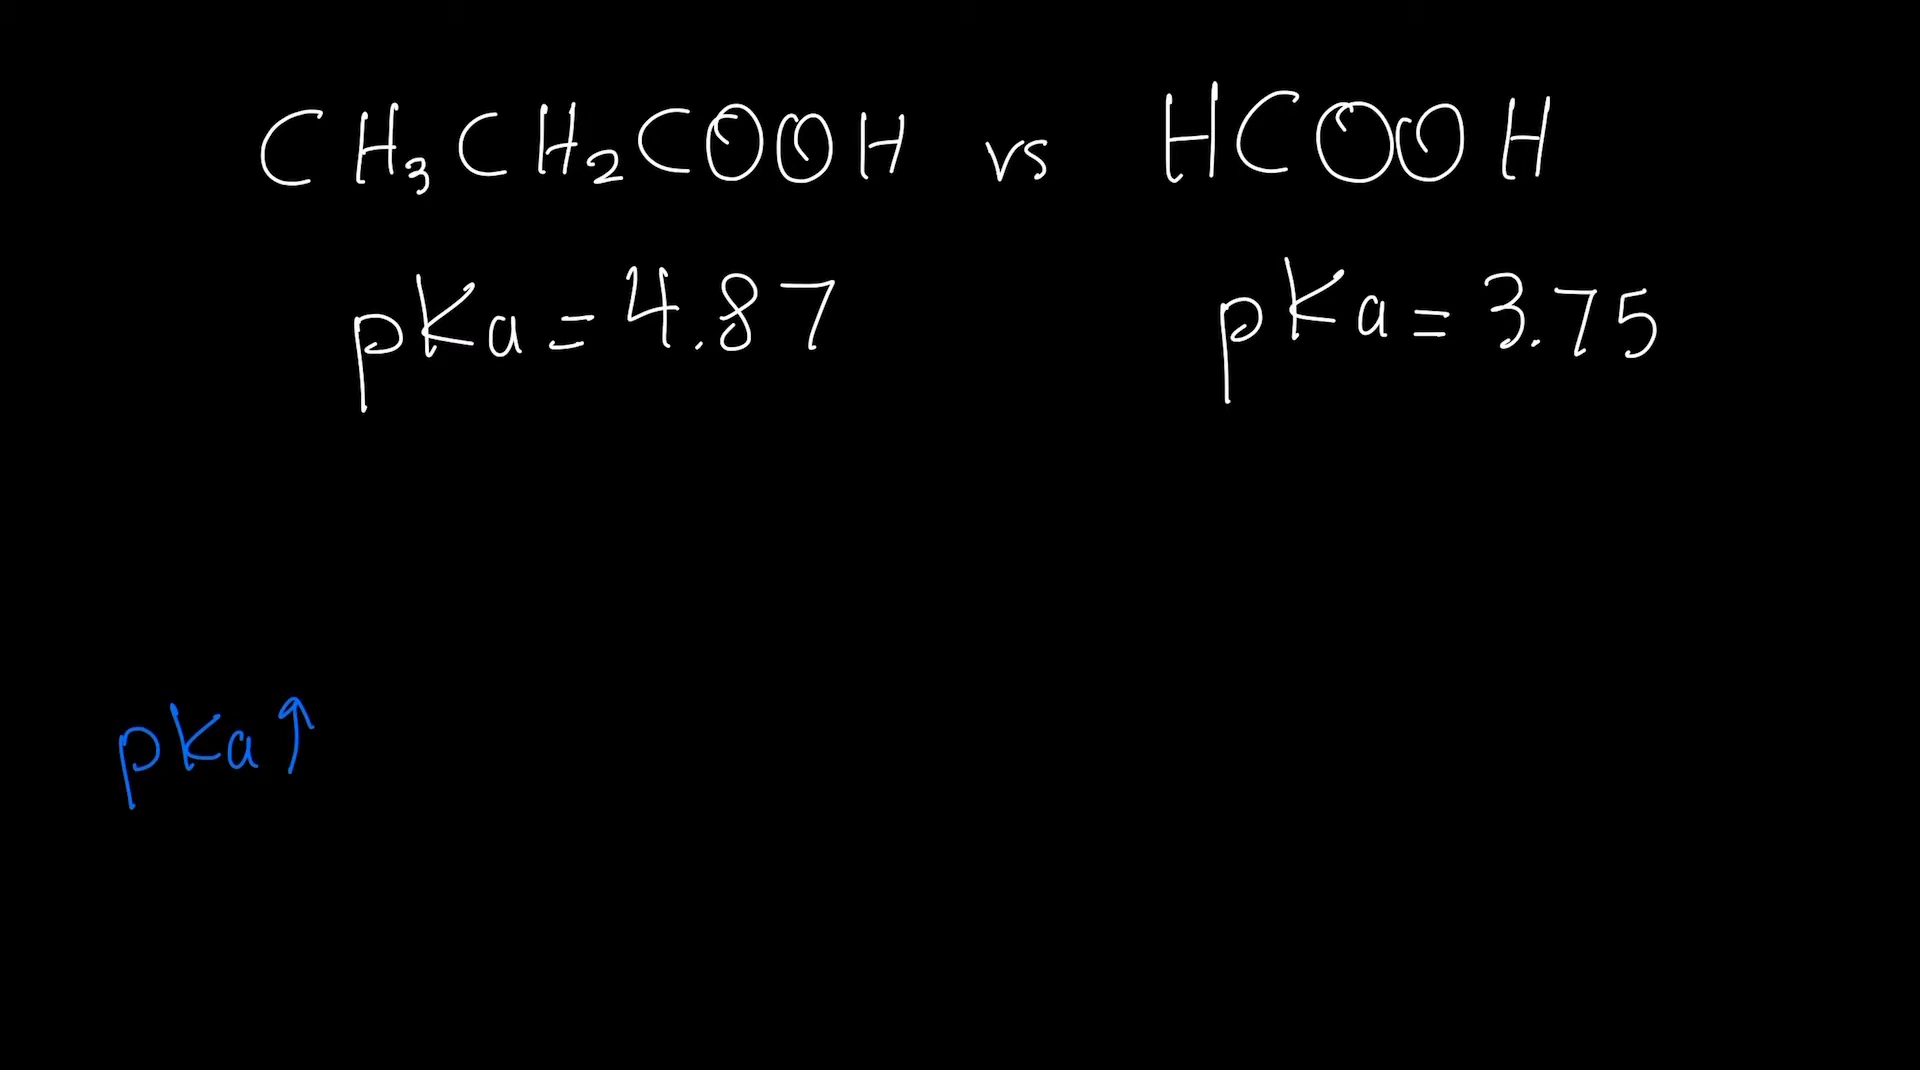 CH₃CH₂COOH vs HCOOH
pKa = 4.87 pKa = 3.75
pKa↑